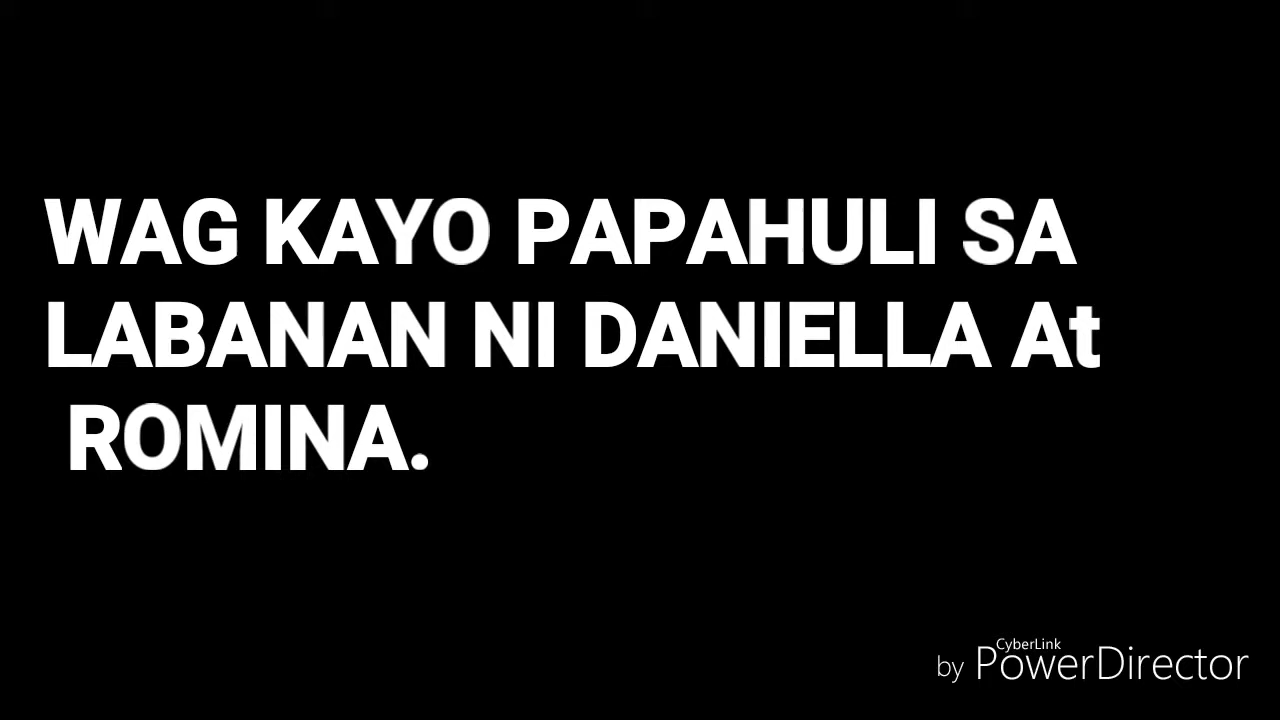 WAG KAYO PAPAHULI SA
LABANAN NI DANIELLA At
ROMINA.
CyberLink
by PowerDirector